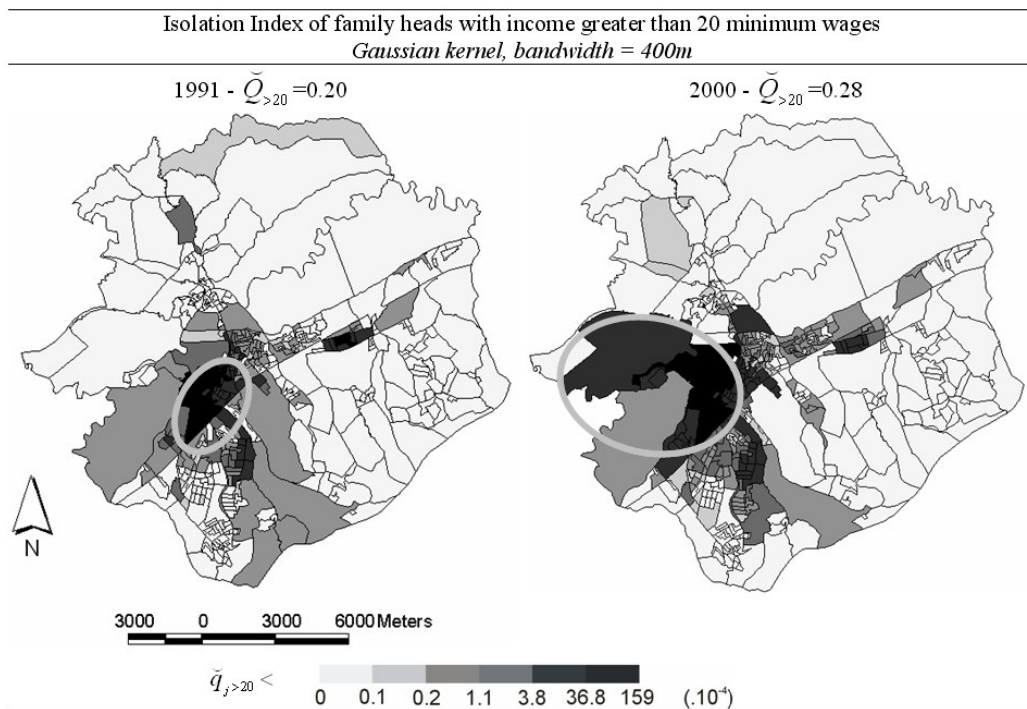 Isolation Index of family heads with income greater than 20 minimum wages
Gaussian kernel, bandwidth = 400m
1991 - Q̆>20 =0.20
2000 - Q̆>20 =0.28
N
3000 0 3000 6000 Meters
q̆j>20 <
0 0.1 0.2 1.1 3.8 36.8 159 (.10⁻⁴)